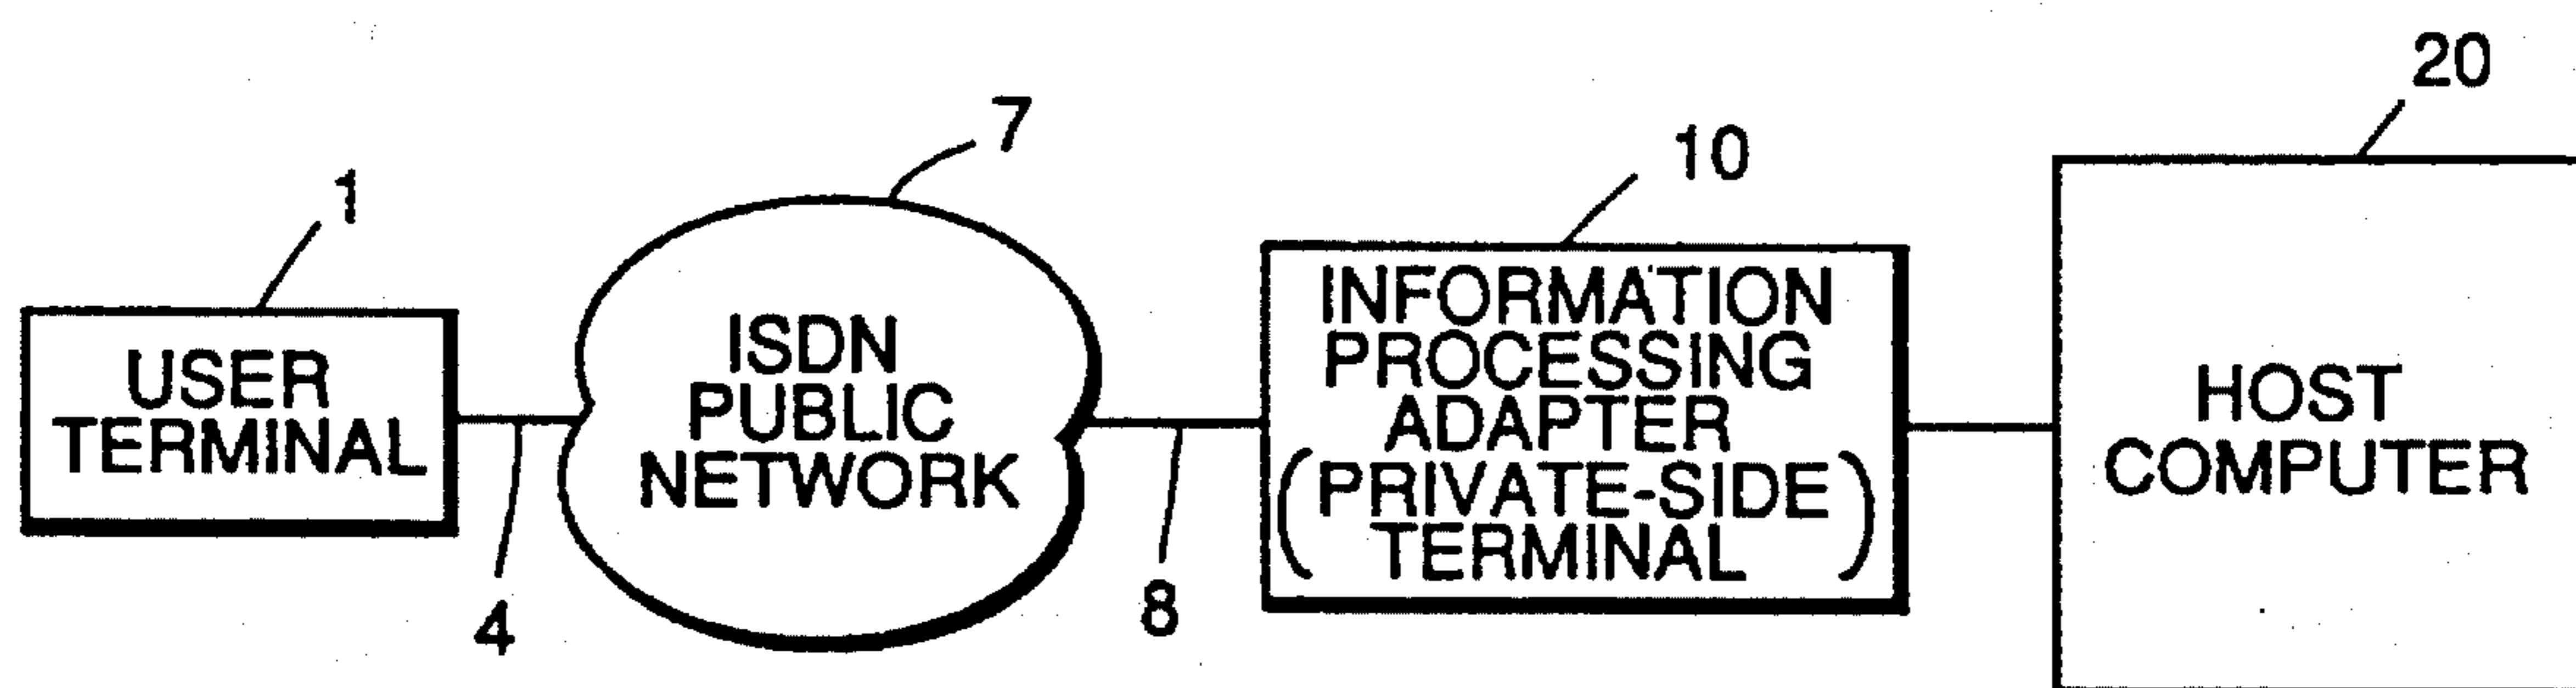 20
7
10
1
USER
TERMINAL
ISDN
PUBLIC
NETWORK
INFORMATION
PROCESSING
ADAPTER
(PRIVATE-SIDE
TERMINAL)
HOST
COMPUTER
4
8